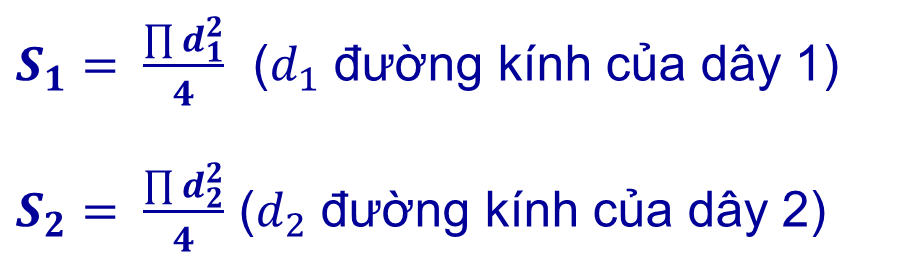 S₁ = ∏ d₁²/4 (d₁ đường kính của dây 1)
S₂ = ∏ d₂²/4 (d₂ đường kính của dây 2)